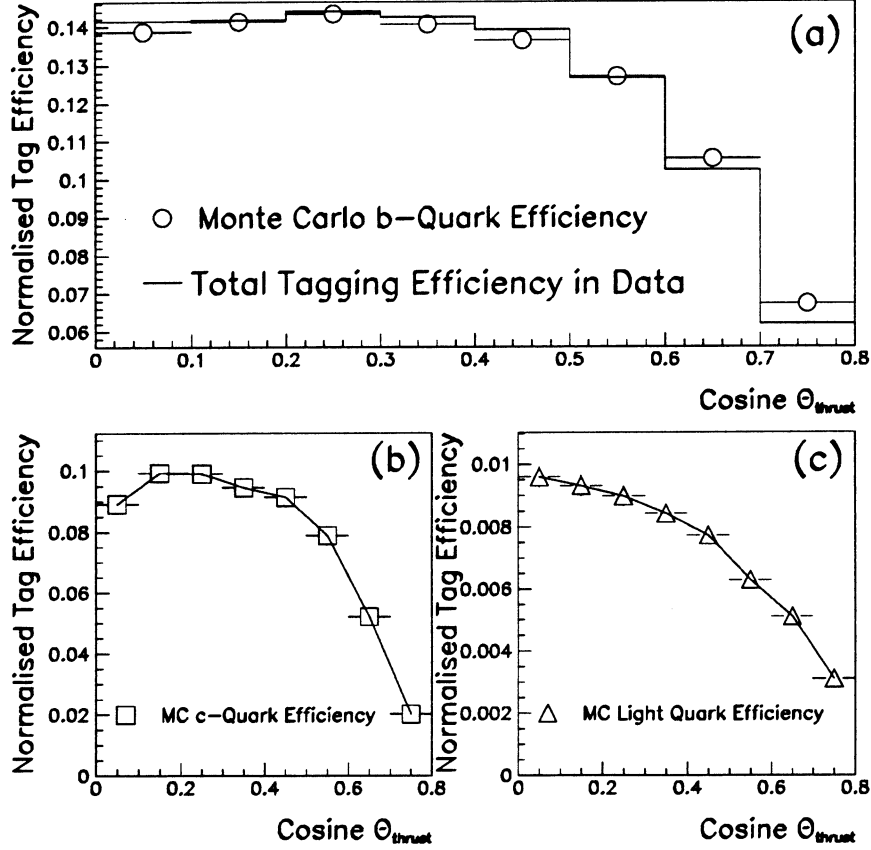 (a)
Normalised Tag Efficiency
0.14
0.13
0.12
0.11
0.1
0.09
0.08
0.07
0.06
Monte Carlo b-Quark Efficiency
Total Tagging Efficiency in Data
0 0.1 0.2 0.3 0.4 0.5 0.6 0.7 0.8
Cosine Θthrust
(b)
Normalised Tag Efficiency
0.1
0.08
0.06
0.04
0.02
0
MC c-Quark Efficiency
0 0.2 0.4 0.6 0.8
Cosine Θthrust
(c)
Normalised Tag Efficiency
0.01
0.008
0.006
0.004
0.002
0
MC Light Quark Efficiency
0 0.2 0.4 0.6 0.8
Cosine Θthrust